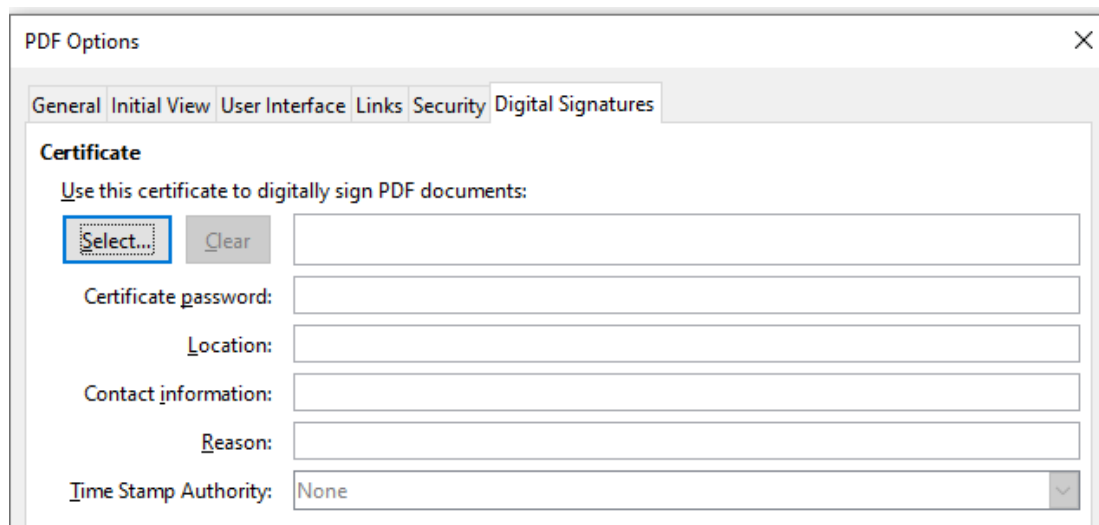 PDF Options
General Initial View User Interface Links Security Digital Signatures
Certificate
Use this certificate to digitally sign PDF documents:
Select... Clear
Certificate password:
Location:
Contact information:
Reason:
Time Stamp Authority: None